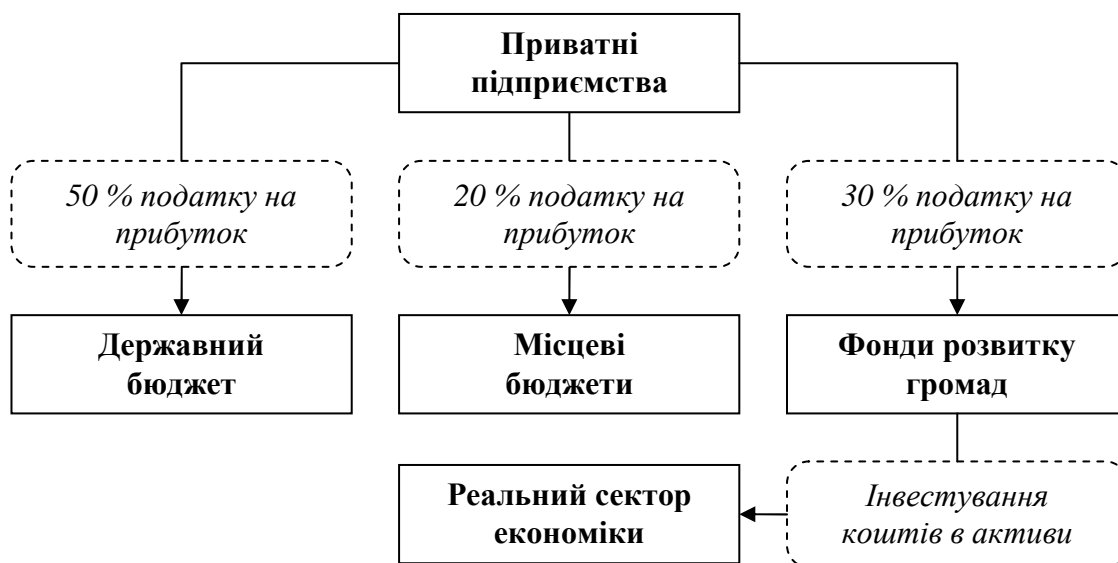 Приватні
підприємства
50 % податку на
прибуток
20 % податку на
прибуток
30 % податку на
прибуток
Державний
бюджет
Місцеві
бюджети
Фонди розвитку
громад
Реальний сектор
економіки
Інвестування
коштів в активи